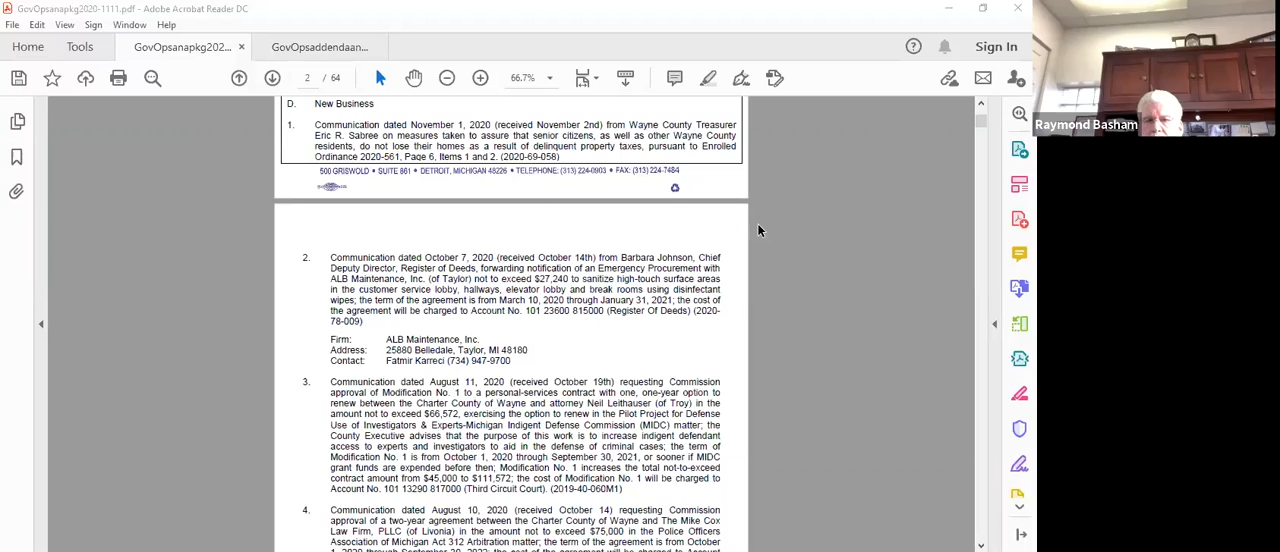 GovOpsanapkg2020-1111.pdf - Adobe Acrobat Reader DC
File Edit View Sign Window Help
Home Tools GovOpsanapkg202... × GovOpsaddendaan... Sign In
2 / 64 66.7%
Raymond Basham
D. New Business
1. Communication dated November 1, 2020 (received November 2nd) from Wayne County Treasurer
Eric R. Sabree on measures taken to assure that senior citizens, as well as other Wayne County
residents, do not lose their homes as a result of delinquent property taxes, pursuant to Enrolled
Ordinance 2020-561, Page 6, Items 1 and 2. (2020-69-058)
500 GRISWOLD • SUITE 861 • DETROIT, MICHIGAN 48226 • TELEPHONE: (313) 224-0903 • FAX: (313) 224-7484
2. Communication dated October 7, 2020 (received October 14th) from Barbara Johnson, Chief
Deputy Director, Register of Deeds, forwarding notification of an Emergency Procurement with
ALB Maintenance, Inc. (of Taylor) not to exceed $27,240 to sanitize high-touch surface areas
in the customer service lobby, hallways, elevator lobby and break rooms using disinfectant
wipes; the term of the agreement is from March 10, 2020 through January 31, 2021; the cost of
the agreement will be charged to Account No. 101 23600 815000 (Register Of Deeds) (2020-
78-009)
Firm: ALB Maintenance, Inc.
Address: 25880 Belledale, Taylor, MI 48180
Contact: Fatmir Karreci (734) 947-9700
3. Communication dated August 11, 2020 (received October 19th) requesting Commission
approval of Modification No. 1 to a personal-services contract with one, one-year option to
renew between the Charter County of Wayne and attorney Neil Leithauser (of Troy) in the
amount not to exceed $66,572, exercising the option to renew in the Pilot Project for Defense
Use of Investigators & Experts-Michigan Indigent Defense Commission (MIDC) matter; the
County Executive advises that the purpose of this work is to increase indigent defendant
access to experts and investigators to aid in the defense of criminal cases; the term of
Modification No. 1 is from October 1, 2020 through September 30, 2021, or sooner if MIDC
grant funds are expended before then; Modification No. 1 increases the total not-to-exceed
contract amount from $45,000 to $111,572; the cost of Modification No. 1 will be charged to
Account No. 101 13290 817000 (Third Circuit Court). (2019-40-060M1)
4. Communication dated August 10, 2020 (received October 14) requesting Commission
approval of a two-year agreement between the Charter County of Wayne and The Mike Cox
Law Firm, PLLC (of Livonia) in the amount not to exceed $75,000 in the Police Officers
Association of Michigan Act 312 Arbitration matter; the term of the agreement is from October
1, 2020 through September 30, 2022; the cost of the agreement will be charged to Account